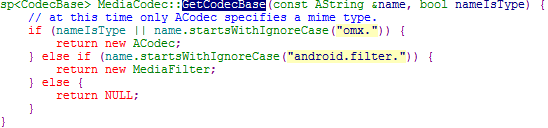 sp<CodecBase> MediaCodec::GetCodecBase(const AString &name, bool nameIsType) {
    // at this time only ACodec specifies a mime type.
    if (nameIsType || name.startsWithIgnoreCase("omx.")) {
        return new ACodec;
    } else if (name.startsWithIgnoreCase("android.filter.")) {
        return new MediaFilter;
    } else {
        return NULL;
    }
}